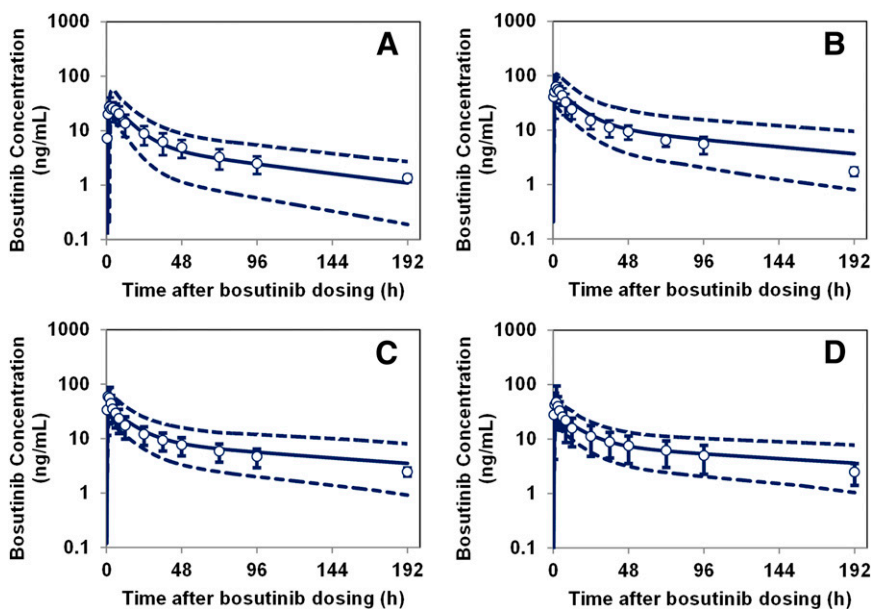 A
Bosutinib Concentration
(ng/mL)
1000
100
10
1
0.1
0 48 96 144 192
Time after bosutinib dosing (h)
B
Bosutinib Concentration
(ng/mL)
1000
100
10
1
0.1
0 48 96 144 192
Time after bosutinib dosing (h)
C
Bosutinib Concentration
(ng/mL)
1000
100
10
1
0.1
0 48 96 144 192
Time after bosutinib dosing (h)
D
Bosutinib Concentration
(ng/mL)
1000
100
10
1
0.1
0 48 96 144 192
Time after bosutinib dosing (h)